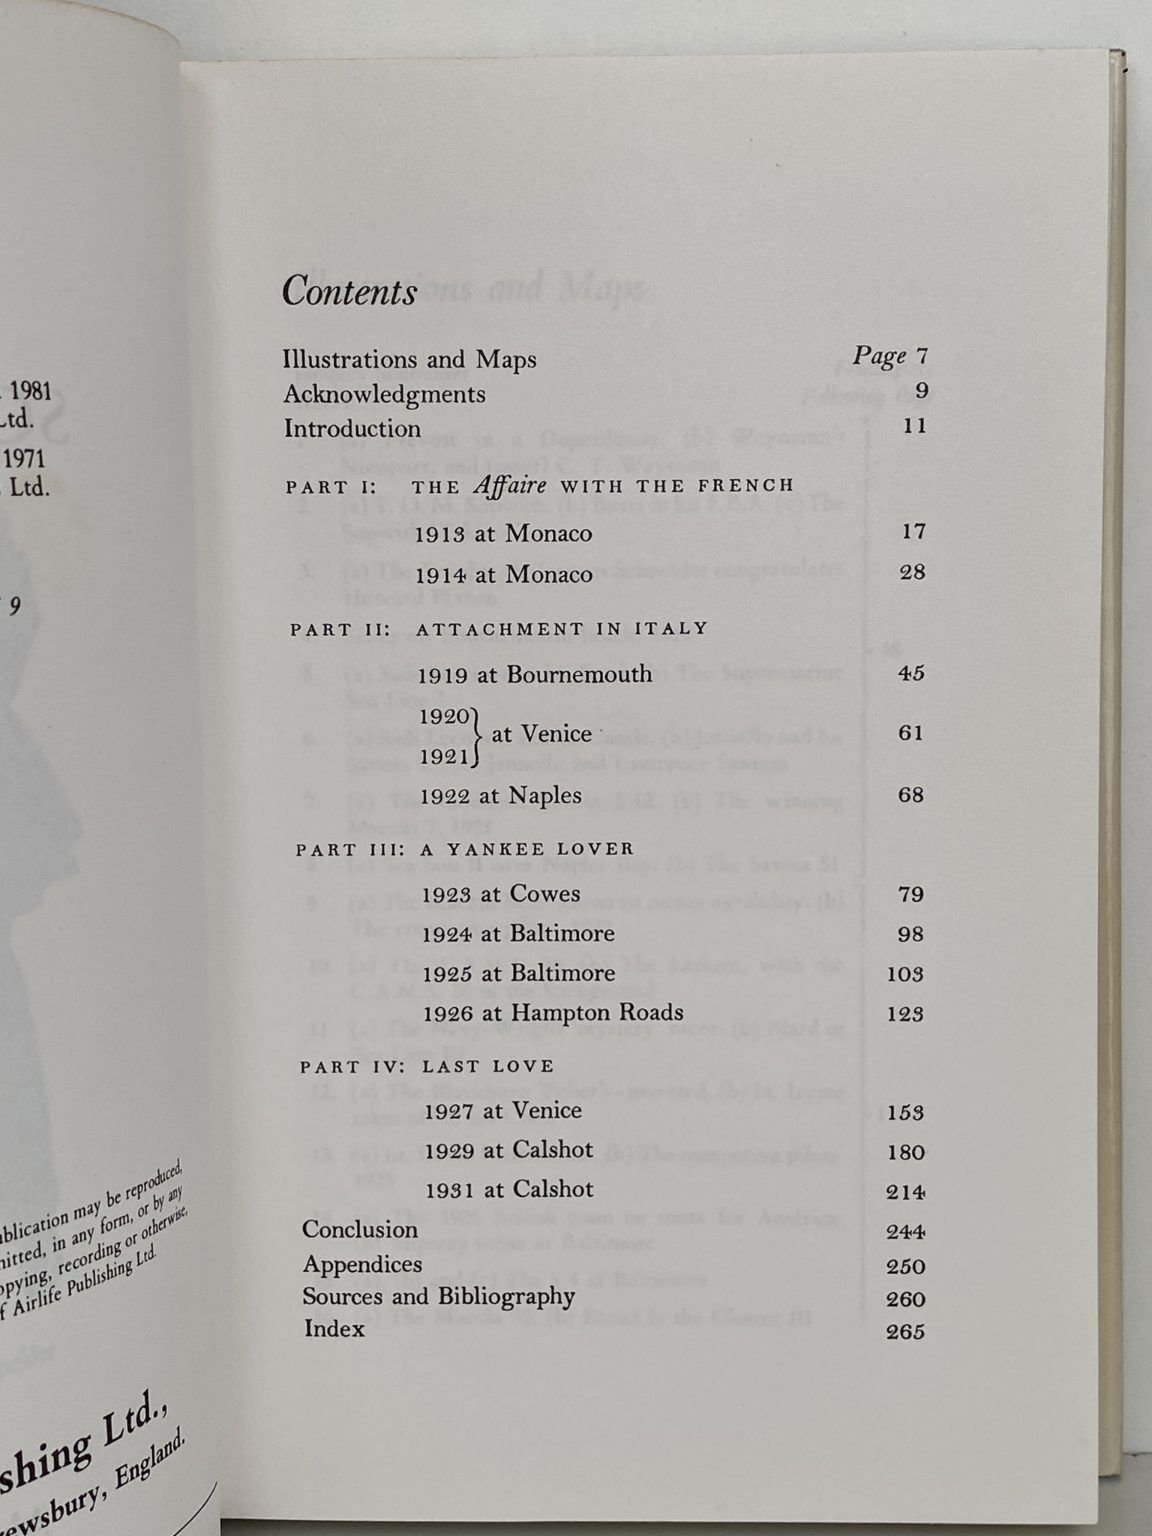 1981
Ltd.
1971
Ltd.
9
publication may be reproduced,
in any form, or by any
recording or otherwise,
Airlife Publishing Ltd.
Ltd.,
England.
Contents
Illustrations and Maps Page 7
Acknowledgments 9
Introduction 11
PART I: THE Affaire WITH THE FRENCH
1913 at Monaco 17
1914 at Monaco 28
PART II: ATTACHMENT IN ITALY
1919 at Bournemouth 45
1920
} at Venice 61
1921
1922 at Naples 68
PART III: A YANKEE LOVER
1923 at Cowes 79
1924 at Baltimore 98
1925 at Baltimore 103
1926 at Hampton Roads 123
PART IV: LAST LOVE
1927 at Venice 153
1929 at Calshot 180
1931 at Calshot 214
Conclusion 244
Appendices 250
Sources and Bibliography 260
Index 265